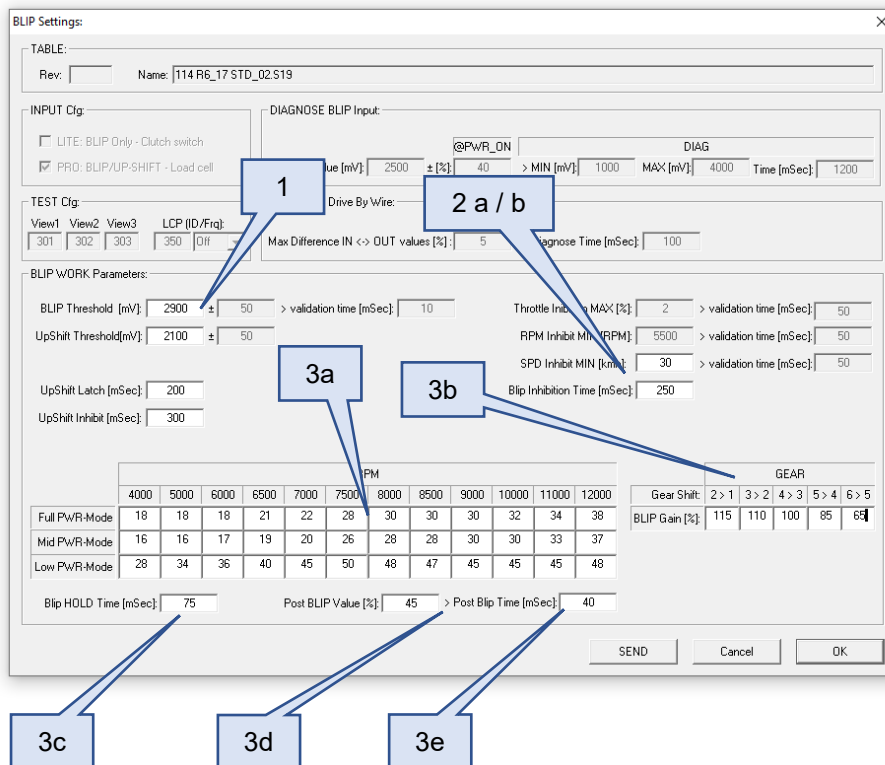 BLIP Settings:
TABLE:
Rev: Name: 114 R6_17 STD_02.S19
INPUT Cfg:
LITE: BLIP Only - Clutch switch
PRO: BLIP/UP-SHIFT - Load cell
DIAGNOSE BLIP Input:
@PWR_ON DIAG
[mV]: 2500 ± [%]: 40 > MIN [mV]: 1000 MAX [mV]: 4000 Time [mSec]: 1200
1
2 a / b
TEST Cfg:
View1 View2 View3 LCP (ID/Frq):
301 302 303 350 Off
Drive By Wire:
Max Difference IN <-> OUT values [%] : 5 Time [mSec]: 100
BLIP WORK Parameters:
BLIP Threshold [mV]: 2900 ± 50 > validation time [mSec]: 10
UpShift Threshold[mV]: 2100 ± 50
Throttle MAX [%]: 2 > validation time [mSec]: 50
RPM Inhibit [RPM]: 5500 > validation time [mSec]: 50
SPD Inhibit MIN 30 > validation time [mSec]: 50
Blip Inhibition Time [mSec]: 250
UpShift Latch [mSec]: 200
UpShift Inhibit [mSec]: 300
3a
3b
4000 5000 6000 6500 7000 7500 8000 8500 9000 10000 11000 12000
Full PWR-Mode 18 18 18 21 22 28 30 30 30 32 34 38
Mid PWR-Mode 16 16 17 19 20 26 28 28 30 30 33 37
Low PWR-Mode 28 34 36 40 45 50 48 47 45 45 45 48
GEAR
Gear Shift: 2 > 1 3 > 2 4 > 3 5 > 4 6 > 5
BLIP Gain [%]: 115 110 100 85 65
Blip HOLD Time [mSec]: 75 Post BLIP Value [%]: 45 > Post Blip Time [mSec]: 40
SEND Cancel OK
3c 3d 3e